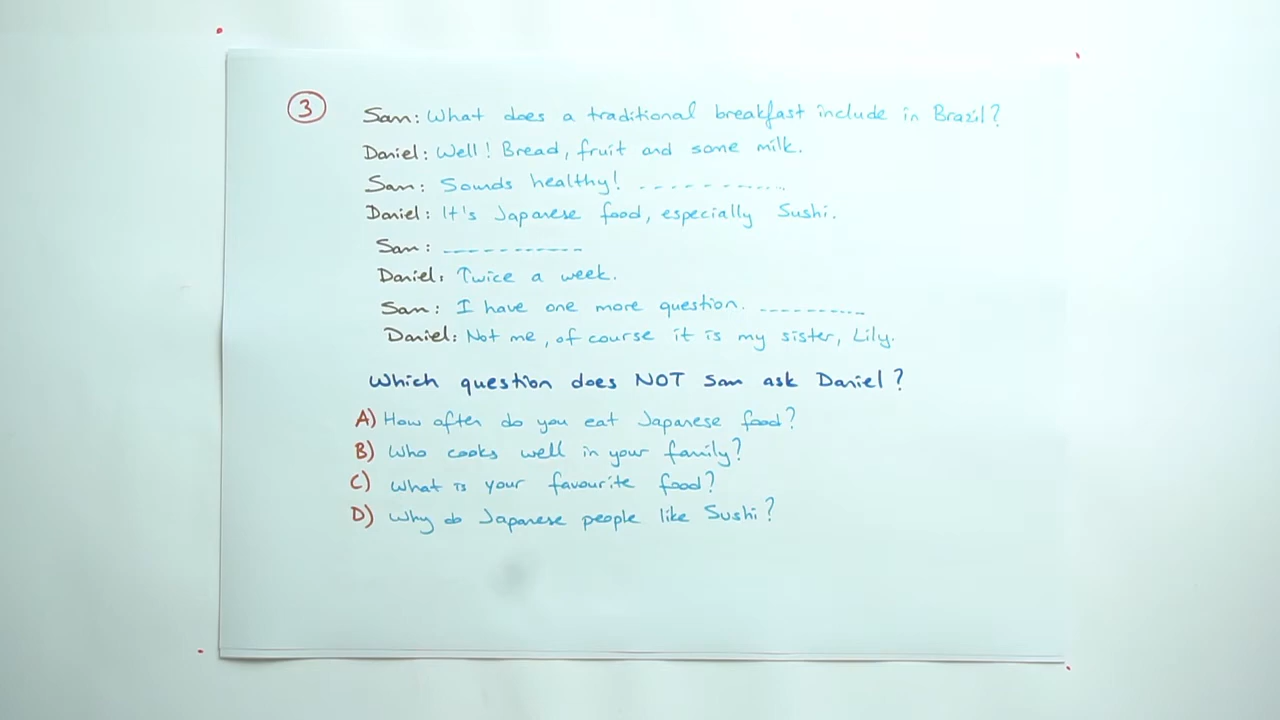 3
Sam: What does a traditional breakfast include in Brazil?
Daniel: Well! Bread, fruit and some milk.
Sam: Sounds healthy! ------------
Daniel: It's Japanese food, especially Sushi.
Sam: ------------
Daniel: Twice a week.
Sam: I have one more question. -----------
Daniel: Not me, of course it is my sister, Lily.
Which question does NOT Sam ask Daniel?
A) How often do you eat Japanese food?
B) Who cooks well in your family?
C) What is your favourite food?
D) Why do Japanese people like Sushi?